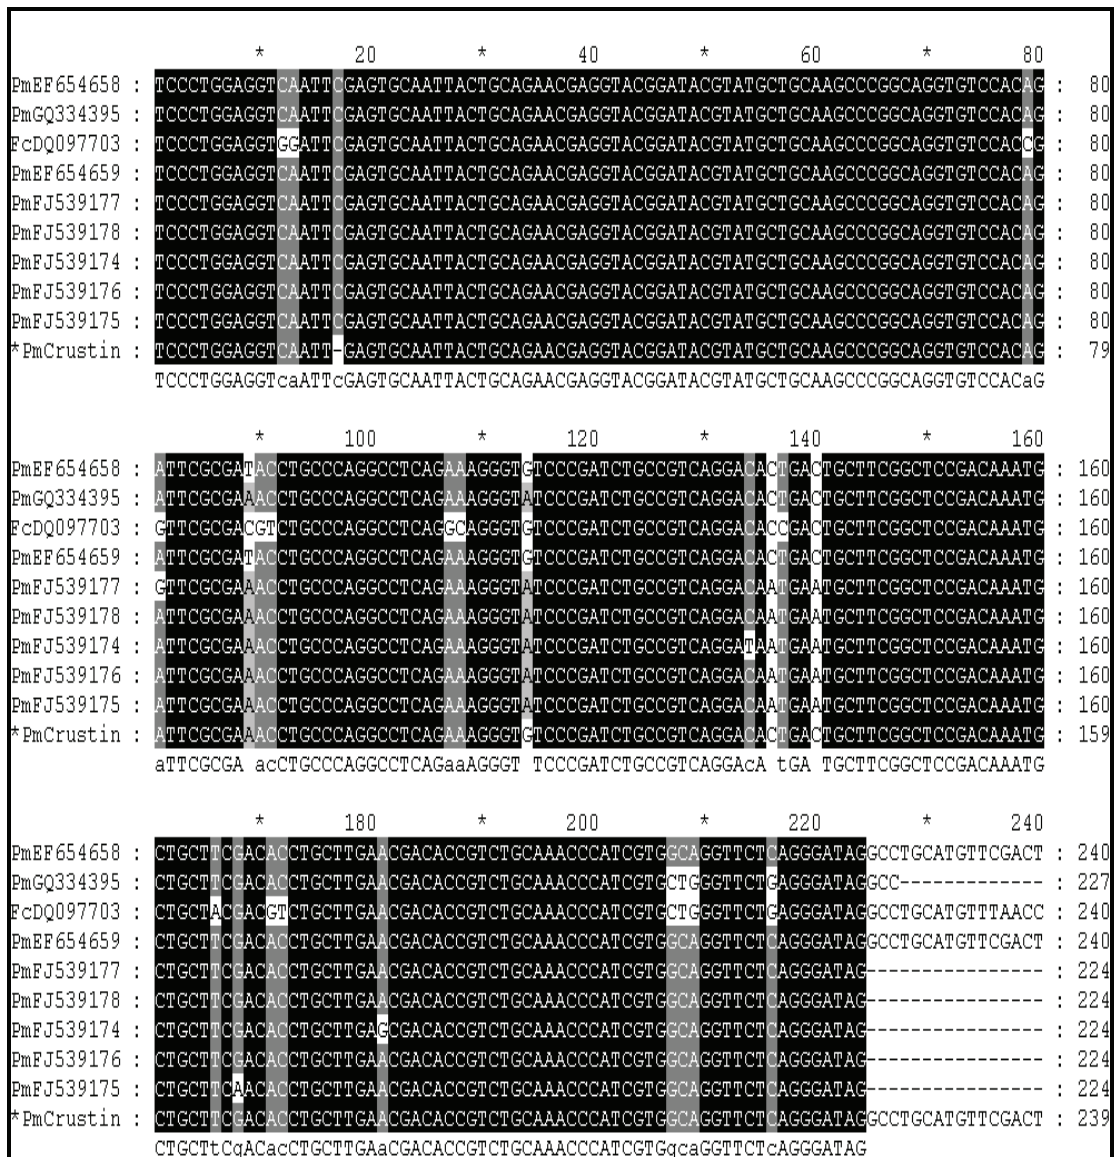 * 20 * 40 * 60 * 80
PmEF654658 : TCCCTGGAGGTCAATTCGAGTGCAATTACTGCAGAACGAGGTACGGATACGTATGCTGCAAGCCCGGCAGGTGTCCACAG : 80
PmGQ334395 : TCCCTGGAGGTCAATTCGAGTGCAATTACTGCAGAACGAGGTACGGATACGTATGCTGCAAGCCCGGCAGGTGTCCACAG : 80
FcDQ097703 : TCCCTGGAGGTGGATTCGAGTGCAATTACTGCAGAACGAGGTACGGATACGTATGCTGCAAGCCCGGCAGGTGTCCACCG : 80
PmEF654659 : TCCCTGGAGGTCAATTCGAGTGCAATTACTGCAGAACGAGGTACGGATACGTATGCTGCAAGCCCGGCAGGTGTCCACAG : 80
PmFJ539177 : TCCCTGGAGGTCAATTCGAGTGCAATTACTGCAGAACGAGGTACGGATACGTATGCTGCAAGCCCGGCAGGTGTCCACAG : 80
PmFJ539178 : TCCCTGGAGGTCAATTCGAGTGCAATTACTGCAGAACGAGGTACGGATACGTATGCTGCAAGCCCGGCAGGTGTCCACAG : 80
PmFJ539174 : TCCCTGGAGGTCAATTCGAGTGCAATTACTGCAGAACGAGGTACGGATACGTATGCTGCAAGCCCGGCAGGTGTCCACAG : 80
PmFJ539176 : TCCCTGGAGGTCAATTCGAGTGCAATTACTGCAGAACGAGGTACGGATACGTATGCTGCAAGCCCGGCAGGTGTCCACAG : 80
PmFJ539175 : TCCCTGGAGGTCAATTCGAGTGCAATTACTGCAGAACGAGGTACGGATACGTATGCTGCAAGCCCGGCAGGTGTCCACAG : 80
*PmCrustin : TCCCTGGAGGTCAATT-GAGTGCAATTACTGCAGAACGAGGTACGGATACGTATGCTGCAAGCCCGGCAGGTGTCCACAG : 79
TCCCTGGAGGTcaATTcGAGTGCAATTACTGCAGAACGAGGTACGGATACGTATGCTGCAAGCCCGGCAGGTGTCCACaG
* 100 * 120 * 140 * 160
PmEF654658 : ATTCGCGATACCTGCCCAGGCCTCAGAAAGGGTGTCCCGATCTGCCGTCAGGACACTGACTGCTTCGGCTCCGACAAATG : 160
PmGQ334395 : ATTCGCGAAACCTGCCCAGGCCTCAGAAAGGGTATCCCGATCTGCCGTCAGGACACTGACTGCTTCGGCTCCGACAAATG : 160
FcDQ097703 : GTTCGCGACGTCTGCCCAGGCCTCAGGCAGGGTGTCCCGATCTGCCGTCAGGACACCGACTGCTTCGGCTCCGACAAATG : 160
PmEF654659 : ATTCGCGATACCTGCCCAGGCCTCAGAAAGGGTGTCCCGATCTGCCGTCAGGACACTGACTGCTTCGGCTCCGACAAATG : 160
PmFJ539177 : GTTCGCGAAACCTGCCCAGGCCTCAGAAAGGGTATCCCGATCTGCCGTCAGGACAATGAATGCTTCGGCTCCGACAAATG : 160
PmFJ539178 : ATTCGCGAAACCTGCCCAGGCCTCAGAAAGGGTATCCCGATCTGCCGTCAGGACAATGAATGCTTCGGCTCCGACAAATG : 160
PmFJ539174 : ATTCGCGAAACCTGCCCAGGCCTCAGAAAGGGTATCCCGATCTGCCGTCAGGATAATGAATGCTTCGGCTCCGACAAATG : 160
PmFJ539176 : ATTCGCGAAACCTGCCCAGGCCTCAGAAAGGGTATCCCGATCTGCCGTCAGGACAATGAATGCTTCGGCTCCGACAAATG : 160
PmFJ539175 : ATTCGCGAAACCTGCCCAGGCCTCAGAAAGGGTATCCCGATCTGCCGTCAGGACAATGAATGCTTCGGCTCCGACAAATG : 160
*PmCrustin : ATTCGCGAAACCTGCCCAGGCCTCAGAAAGGGTGTCCCGATCTGCCGTCAGGACACTGACTGCTTCGGCTCCGACAAATG : 159
aTTCGCGA acCTGCCCAGGCCTCAGaaAGGGT TCCCGATCTGCCGTCAGGAcA tGA TGCTTCGGCTCCGACAAATG
* 180 * 200 * 220 * 240
PmEF654658 : CTGCTTCGACACCTGCTTGAACGACACCGTCTGCAAACCCATCGTGGCAGGTTCTCAGGGATAGGCCTGCATGTTCGACT : 240
PmGQ334395 : CTGCTTCGACACCTGCTTGAACGACACCGTCTGCAAACCCATCGTGCTGGGTTCTGAGGGATAGGCC------------- : 227
FcDQ097703 : CTGCTACGACGTCTGCTTGAACGACACCGTCTGCAAACCCATCGTGCTGGGTTCTGAGGGATAGGCCTGCATGTTTAACC : 240
PmEF654659 : CTGCTTCGACACCTGCTTGAACGACACCGTCTGCAAACCCATCGTGGCAGGTTCTCAGGGATAGGCCTGCATGTTCGACT : 240
PmFJ539177 : CTGCTTCGACACCTGCTTGAACGACACCGTCTGCAAACCCATCGTGGCAGGTTCTCAGGGATAG---------------- : 224
PmFJ539178 : CTGCTTCGACACCTGCTTGAACGACACCGTCTGCAAACCCATCGTGGCAGGTTCTCAGGGATAG---------------- : 224
PmFJ539174 : CTGCTTCGACACCTGCTTGAGCGACACCGTCTGCAAACCCATCGTGGCAGGTTCTCAGGGATAG---------------- : 224
PmFJ539176 : CTGCTTCGACACCTGCTTGAACGACACCGTCTGCAAACCCATCGTGGCAGGTTCTCAGGGATAG---------------- : 224
PmFJ539175 : CTGCTTCAACACCTGCTTGAACGACACCGTCTGCAAACCCATCGTGGCAGGTTCTCAGGGATAG---------------- : 224
*PmCrustin : CTGCTTCGACACCTGCTTGAACGACACCGTCTGCAAACCCATCGTGGCAGGTTCTCAGGGATAGGCCTGCATGTTCGACT : 239
CTGCTtCgACacCTGCTTGAaCGACACCGTCTGCAAACCCATCGTGgcaGGTTCTcAGGGATAG